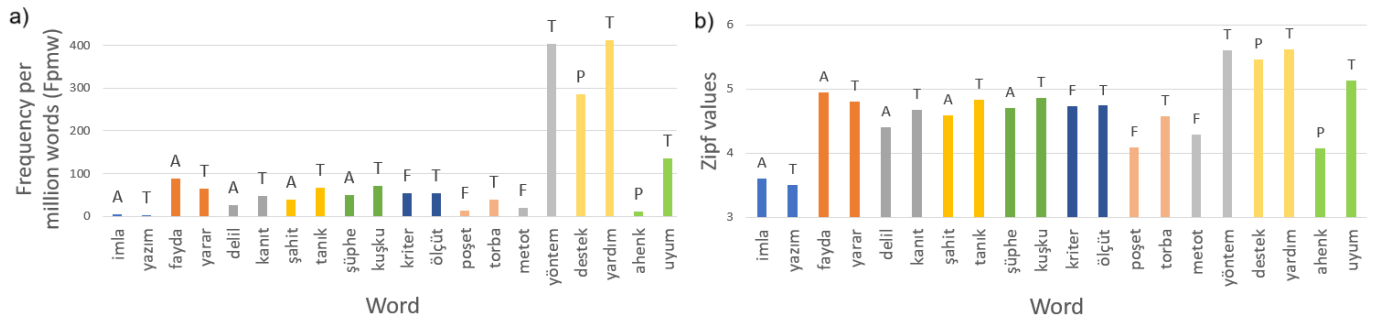 a)
Frequency per
million words (Fpmw)
400
300
200
100
0
A T A T A T A T A T F T F T F T P T P T
imla yazım fayda yarar delil kanıt şahit tanık şüphe kuşku kriter ölçüt poşet torba metot yöntem destek yardım ahenk uyum
Word
b)
Zipf values
6
5
4
3
A T A T A T A T A T F T F T F T P T P T
imla yazım fayda yarar delil kanıt şahit tanık şüphe kuşku kriter ölçüt poşet torba metot yöntem destek yardım ahenk uyum
Word